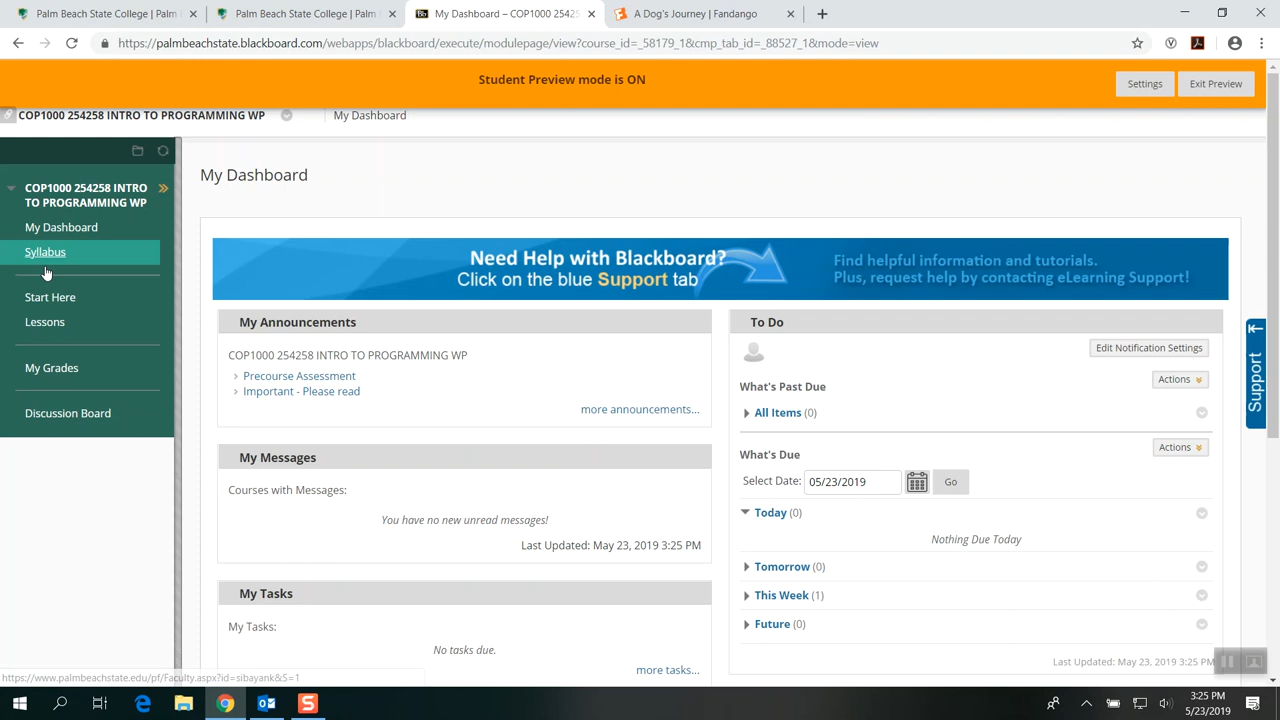 Palm Beach State College | Palm
Palm Beach State College | Palm
My Dashboard – COP1000 25425
A Dog's Journey | Fandango
https://palmbeachstate.blackboard.com/webapps/blackboard/execute/modulepage/view?course_id=_58179_1&cmp_tab_id=_88527_1&mode=view
Student Preview mode is ON
Settings
Exit Preview
COP1000 254258 INTRO TO PROGRAMMING WP
My Dashboard
COP1000 254258 INTRO
TO PROGRAMMING WP
My Dashboard
Syllabus
Start Here
Lessons
My Grades
Discussion Board
My Dashboard
Need Help with Blackboard?
Click on the blue Support tab
Find helpful information and tutorials.
Plus, request help by contacting eLearning Support!
My Announcements
COP1000 254258 INTRO TO PROGRAMMING WP
Precourse Assessment
Important - Please read
more announcements...
My Messages
Courses with Messages:
You have no new unread messages!
Last Updated: May 23, 2019 3:25 PM
My Tasks
My Tasks:
No tasks due.
more tasks...
To Do
Edit Notification Settings
What's Past Due
Actions
All Items (0)
What's Due
Actions
Select Date: 05/23/2019 Go
Today (0)
Nothing Due Today
Tomorrow (0)
This Week (1)
Future (0)
Last Updated: May 23, 2019 3:25 PM
Support
https://www.palmbeachstate.edu/pf/Faculty.aspx?id=sibayank&S=1
3:25 PM
5/23/2019